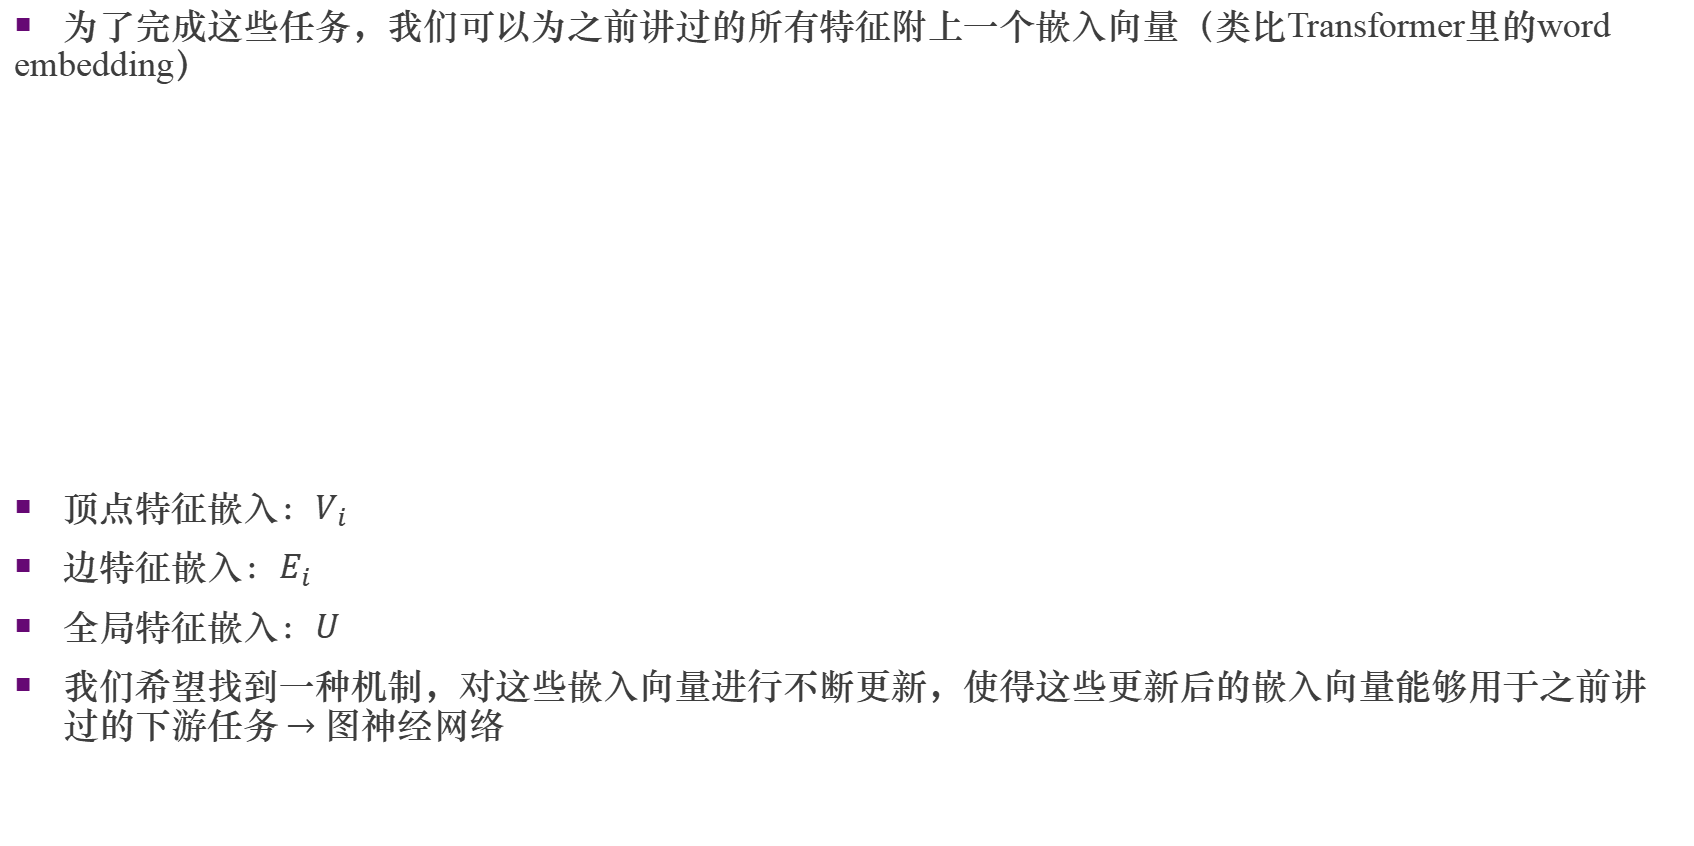 ▪ 为了完成这些任务，我们可以为之前讲过的所有特征附上一个嵌入向量（类比Transformer里的word
embedding）
▪ 顶点特征嵌入：V_i
▪ 边特征嵌入：E_i
▪ 全局特征嵌入：U
▪ 我们希望找到一种机制，对这些嵌入向量进行不断更新，使得这些更新后的嵌入向量能够用于之前讲
过的下游任务 → 图神经网络